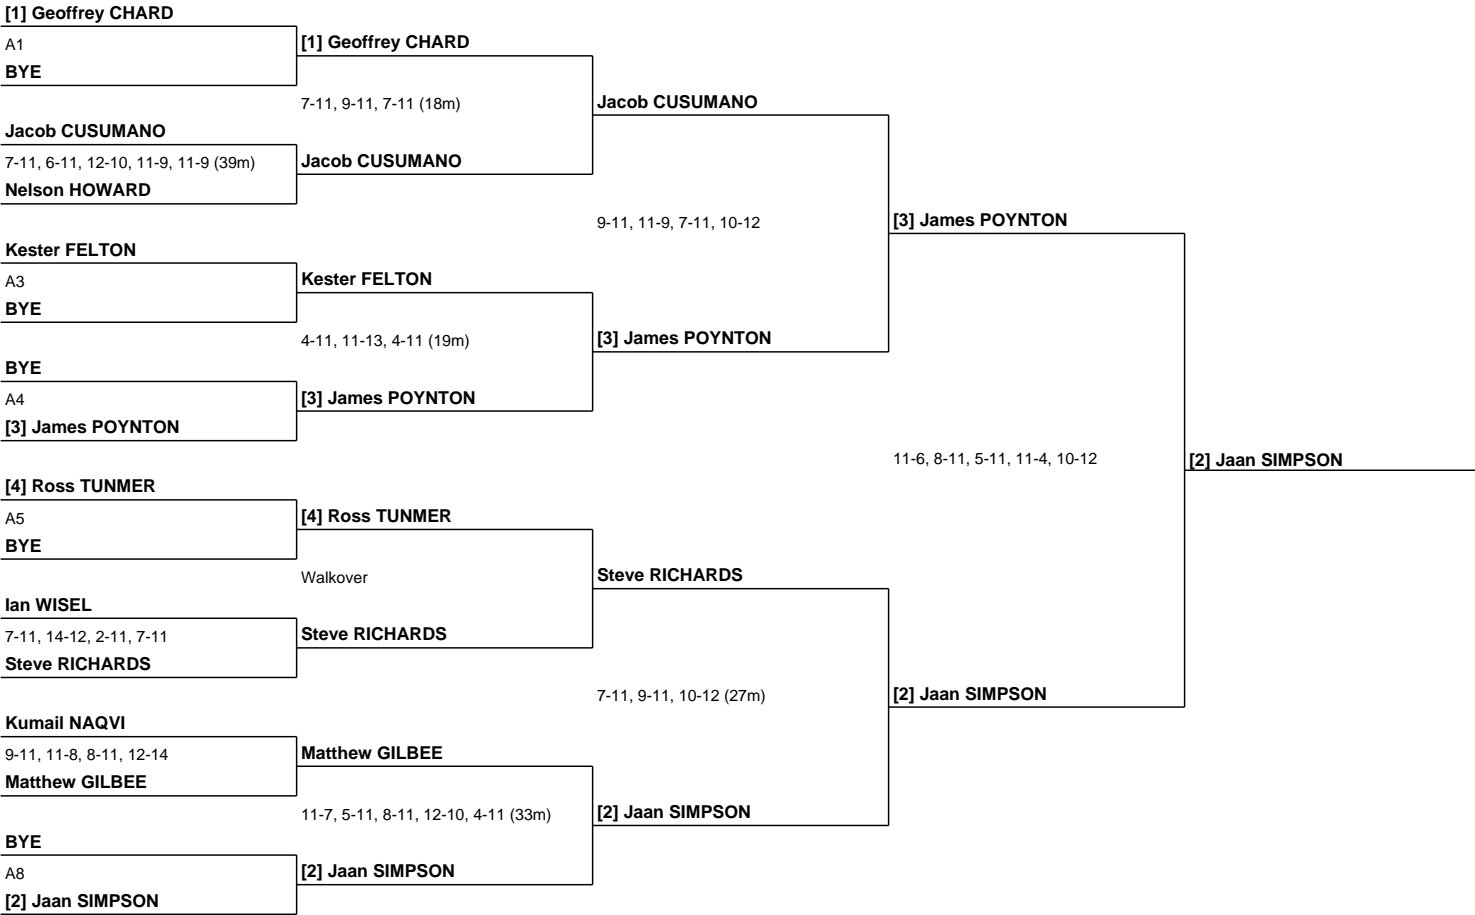 [1] Geoffrey CHARD
A1
BYE
Jacob CUSUMANO
7-11, 6-11, 12-10, 11-9, 11-9 (39m)
Nelson HOWARD
Kester FELTON
A3
BYE
BYE
A4
[3] James POYNTON
[4] Ross TUNMER
A5
BYE
Ian WISEL
7-11, 14-12, 2-11, 7-11
Steve RICHARDS
Kumail NAQVI
9-11, 11-8, 8-11, 12-14
Matthew GILBEE
BYE
A8
[2] Jaan SIMPSON
[1] Geoffrey CHARD
7-11, 9-11, 7-11 (18m)
Jacob CUSUMANO
Kester FELTON
4-11, 11-13, 4-11 (19m)
[3] James POYNTON
[4] Ross TUNMER
Walkover
Steve RICHARDS
Matthew GILBEE
11-7, 5-11, 8-11, 12-10, 4-11 (33m)
[2] Jaan SIMPSON
Jacob CUSUMANO
9-11, 11-9, 7-11, 10-12
[3] James POYNTON
Steve RICHARDS
7-11, 9-11, 10-12 (27m)
[2] Jaan SIMPSON
[3] James POYNTON
11-6, 8-11, 5-11, 11-4, 10-12
[2] Jaan SIMPSON
[2] Jaan SIMPSON